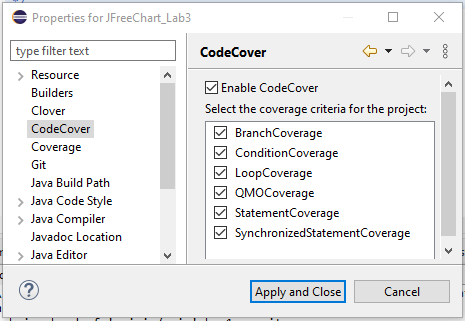 Properties for JFreeChart_Lab3
type filter text
Resource
Builders
Clover
CodeCover
Coverage
Git
Java Build Path
Java Code Style
Java Compiler
Javadoc Location
Java Editor
CodeCover
Enable CodeCover
Select the coverage criteria for the project:
BranchCoverage
ConditionCoverage
LoopCoverage
QMOCoverage
StatementCoverage
SynchronizedStatementCoverage
Apply and Close
Cancel